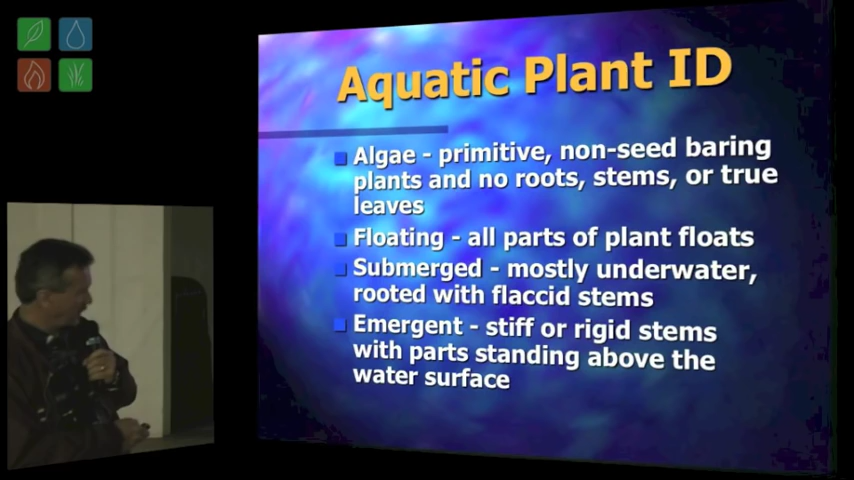 Aquatic Plant ID
Algae - primitive, non-seed baring
plants and no roots, stems, or true
leaves
Floating - all parts of plant floats
Submerged - mostly underwater,
rooted with flaccid stems
Emergent - stiff or rigid stems
with parts standing above the
water surface